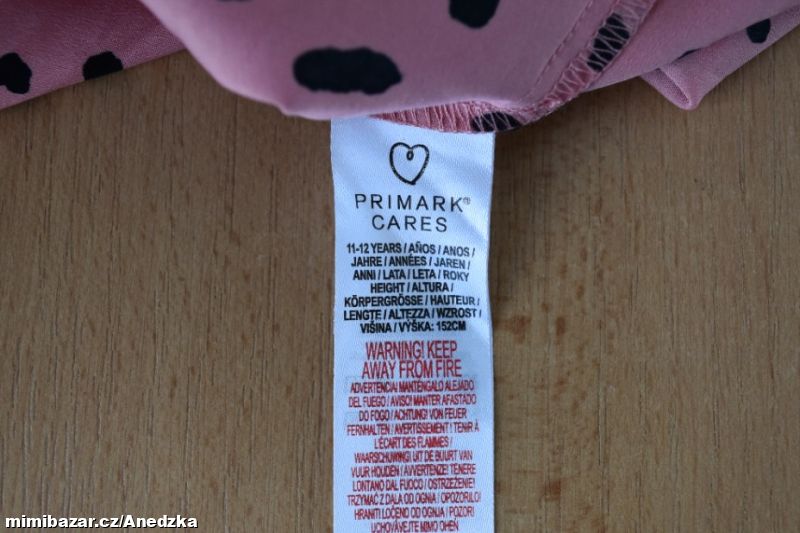 PRIMARK®
CARES
11-12 YEARS / AÑOS / ANOS /
JAHRE / ANNÉES / JAREN /
ANNI / LATA / LETA / ROKY
HEIGHT / ALTURA /
KÖRPERGRÖSSE / HAUTEUR /
LENGTE / ALTEZZA / WZROST /
VIŠINA / VÝŠKA: 152CM
WARNING! KEEP
AWAY FROM FIRE
ADVERTENCIA! MANTÉNGALO ALEJADO
DEL FUEGO / AVISO! MANTER AFASTADO
DO FOGO / ACHTUNG! VON FEUER
FERNHALTEN / AVERTISSEMENT ! TENIR À
L'ÉCART DES FLAMMES /
WAARSCHUWING! UIT DE BUURT VAN
VUUR HOUDEN / AVVERTENZE! TENERE
LONTANO DAL FUOCO / OSTRZEŻENIE!
TRZYMAĆ Z DALA OD OGNIA / OPOZORILO!
HRANITI LOČENO OD OGNJA / POZOR!
UCHOVÁVEJTE MIMO OHEŇ
mimibazar.cz/Anedzka